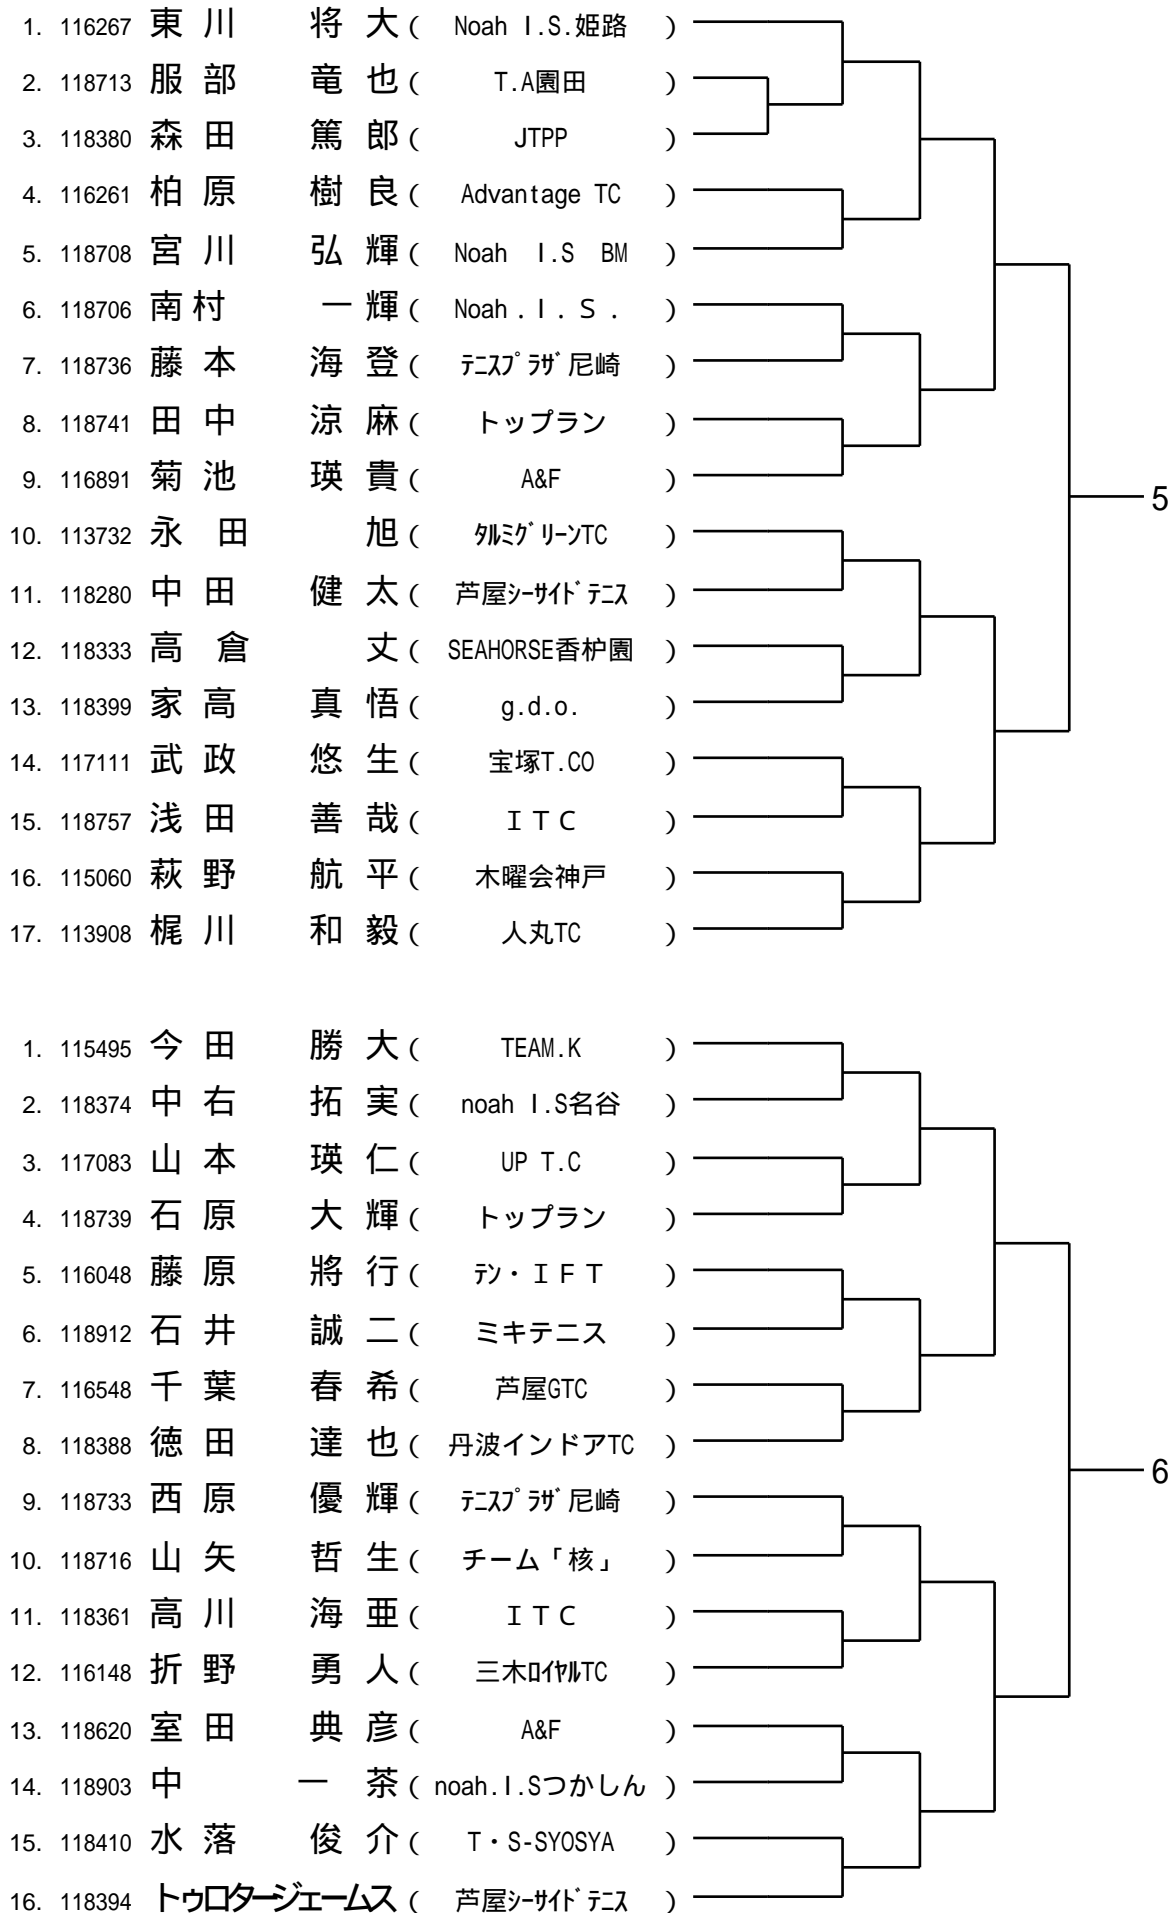 1. 116267 東 川 将 大 ( Noah I.S.姫路 )
2. 118713 服 部 竜 也 ( T.A園田 )
3. 118380 森 田 篤 郎 ( JTPP )
4. 116261 柏 原 樹 良 ( Advantage TC )
5. 118708 宮 川 弘 輝 ( Noah I.S BM )
6. 118706 南 村 一 輝 ( Noah．I．S． )
7. 118736 藤 本 海 登 ( ﾃﾆｽﾌﾟﾗｻﾞ尼崎 )
8. 118741 田 中 涼 麻 ( トップラン )
9. 116891 菊 池 瑛 貴 ( A&F )
5
10. 113732 永 田 旭 ( ﾀﾙﾐｸﾞﾘｰﾝTC )
11. 118280 中 田 健 太 ( 芦屋ｼｰｻｲﾄﾞﾃﾆｽ )
12. 118333 高 倉 丈 ( SEAHORSE香枦園 )
13. 118399 家 高 真 悟 ( g.d.o. )
14. 117111 武 政 悠 生 ( 宝塚T.CO )
15. 118757 浅 田 善 哉 ( ＩＴＣ )
16. 115060 萩 野 航 平 ( 木曜会神戸 )
17. 113908 梶 川 和 毅 ( 人丸TC )
1. 115495 今 田 勝 大 ( TEAM.K )
2. 118374 中 右 拓 実 ( noah I.S名谷 )
3. 117083 山 本 瑛 仁 ( UP T.C )
4. 118739 石 原 大 輝 ( トップラン )
5. 116048 藤 原 將 行 ( ﾃﾝ・ＩＦＴ )
6. 118912 石 井 誠 二 ( ミキテニス )
7. 116548 千 葉 春 希 ( 芦屋GTC )
8. 118388 徳 田 達 也 ( 丹波インドアTC )
6
9. 118733 西 原 優 輝 ( ﾃﾆｽﾌﾟﾗｻﾞ尼崎 )
10. 118716 山 矢 哲 生 ( チーム「核」 )
11. 118361 高 川 海 亜 ( ＩＴＣ )
12. 116148 折 野 勇 人 ( 三木ﾛｲﾔﾙTC )
13. 118620 室 田 典 彦 ( A&F )
14. 118903 中 一 茶 ( noah.I.Sつかしん )
15. 118410 水 落 俊 介 ( T・S-SYOSYA )
16. 118394 トゥロタージェームス ( 芦屋ｼｰｻｲﾄﾞﾃﾆｽ )